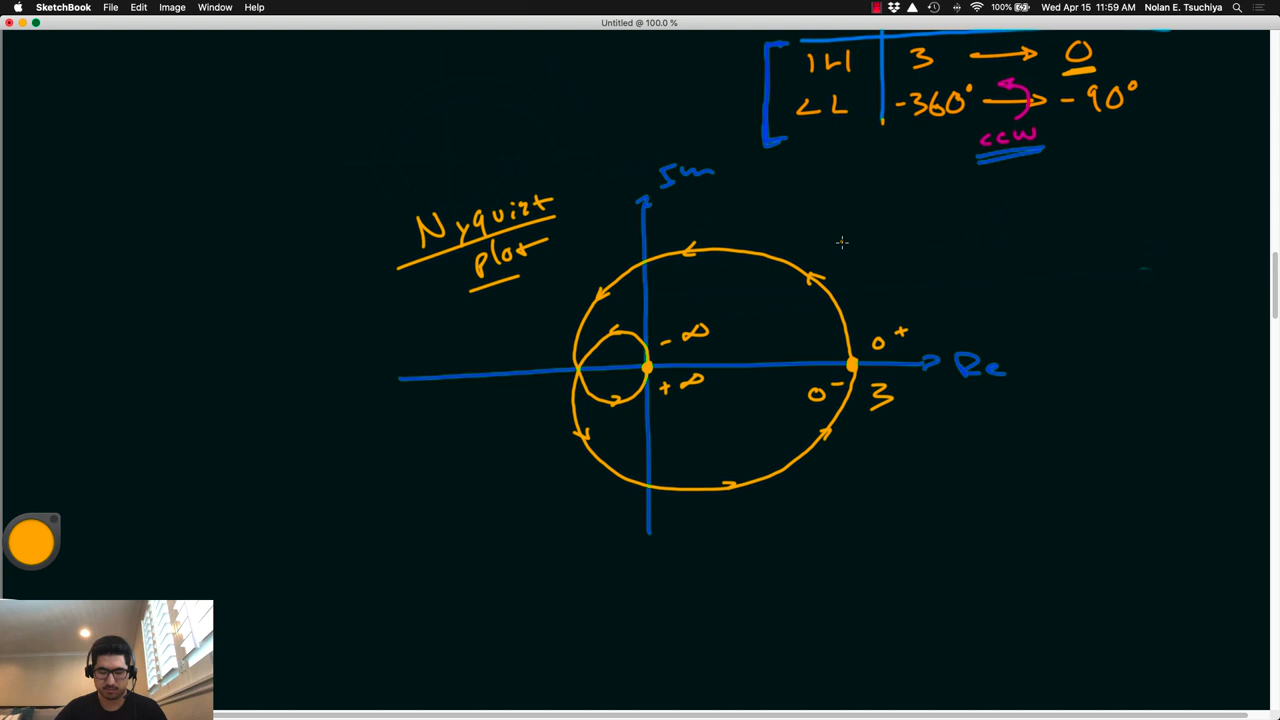 SketchBook File Edit Image Window Help 100% Wed Apr 15 11:59 AM Nolan E. Tsuchiya
Untitled @ 100.0 %
|L| 3 → 0
∠L -360° → -90°
ccw
Im
Nyquist
plot
-∞
0+
Re
+∞
0- 3